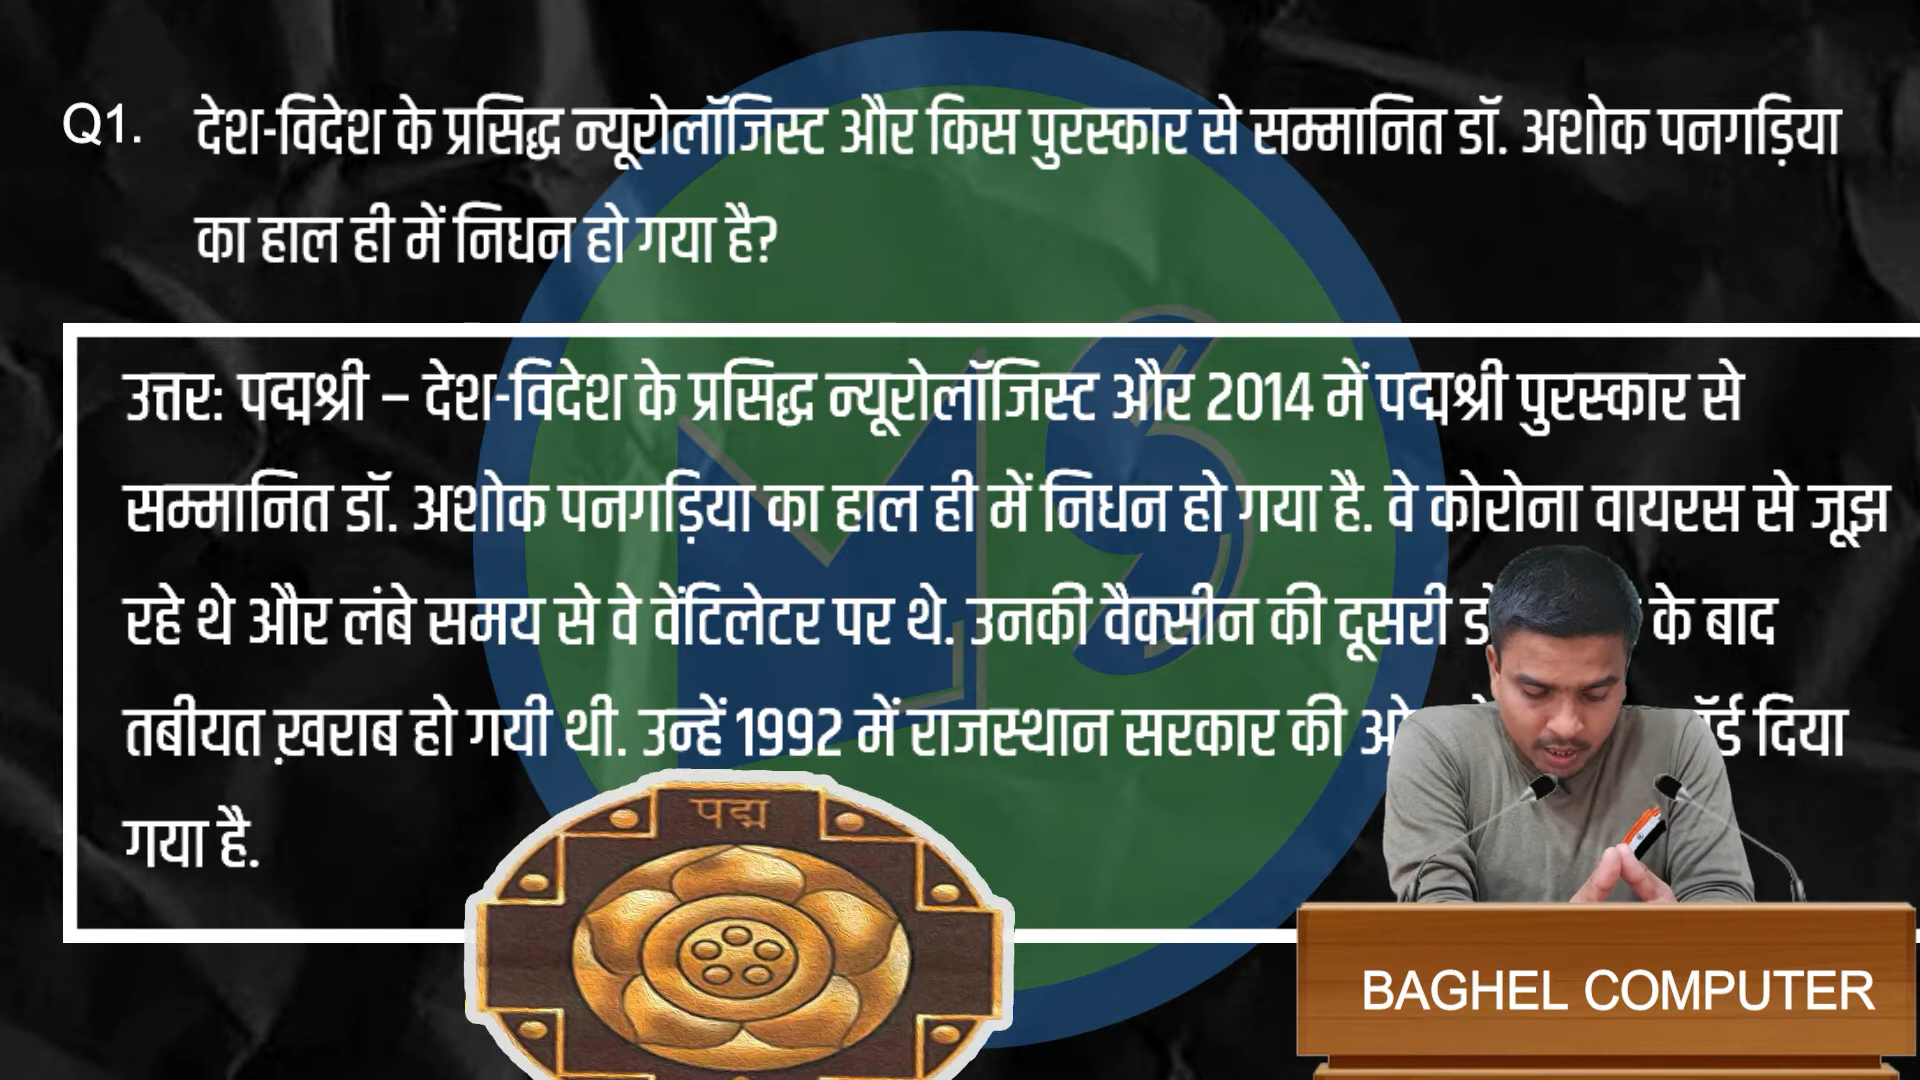 Q1. देश-विदेश के प्रसिद्ध न्यूरोलॉजिस्ट और किस पुरस्कार से सम्मानित डॉ. अशोक पनगड़िया
का हाल ही में निधन हो गया है?
उत्तर: पद्मश्री – देश-विदेश के प्रसिद्ध न्यूरोलॉजिस्ट और 2014 में पद्मश्री पुरस्कार से
सम्मानित डॉ. अशोक पनगड़िया का हाल ही में निधन हो गया है. वे कोरोना वायरस से जूझ
रहे थे और लंबे समय से वे वेंटिलेटर पर थे. उनकी वैक्सीन की दूसरी के बाद
तबीयत ख़राब हो गयी थी. उन्हें 1992 में राजस्थान सरकार की दिया
गया है.
पद्म
BAGHEL COMPUTER